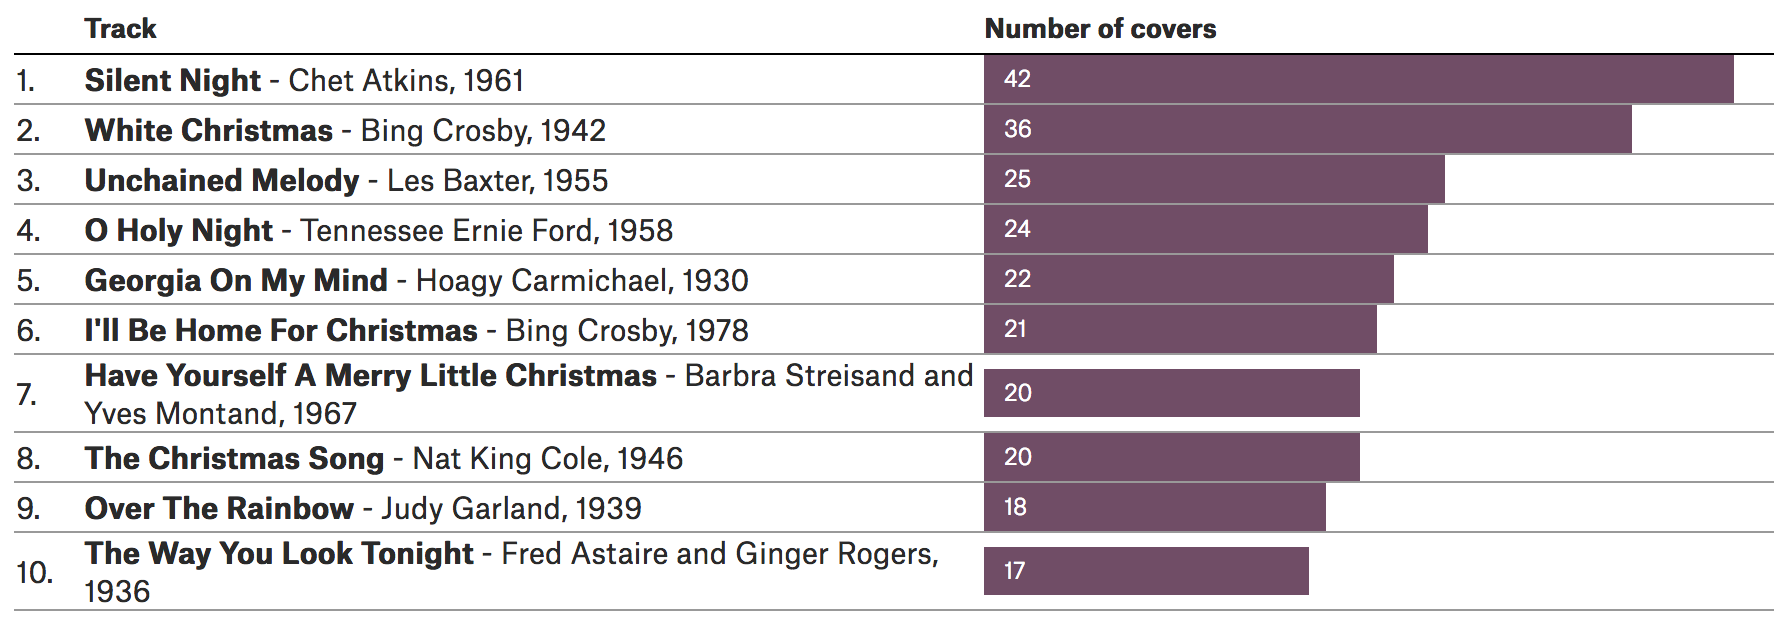 Track Number of covers
1. Silent Night - Chet Atkins, 1961 42
2. White Christmas - Bing Crosby, 1942 36
3. Unchained Melody - Les Baxter, 1955 25
4. O Holy Night - Tennessee Ernie Ford, 1958 24
5. Georgia On My Mind - Hoagy Carmichael, 1930 22
6. I'll Be Home For Christmas - Bing Crosby, 1978 21
7. Have Yourself A Merry Little Christmas - Barbra Streisand and
Yves Montand, 1967 20
8. The Christmas Song - Nat King Cole, 1946 20
9. Over The Rainbow - Judy Garland, 1939 18
10. The Way You Look Tonight - Fred Astaire and Ginger Rogers,
1936 17